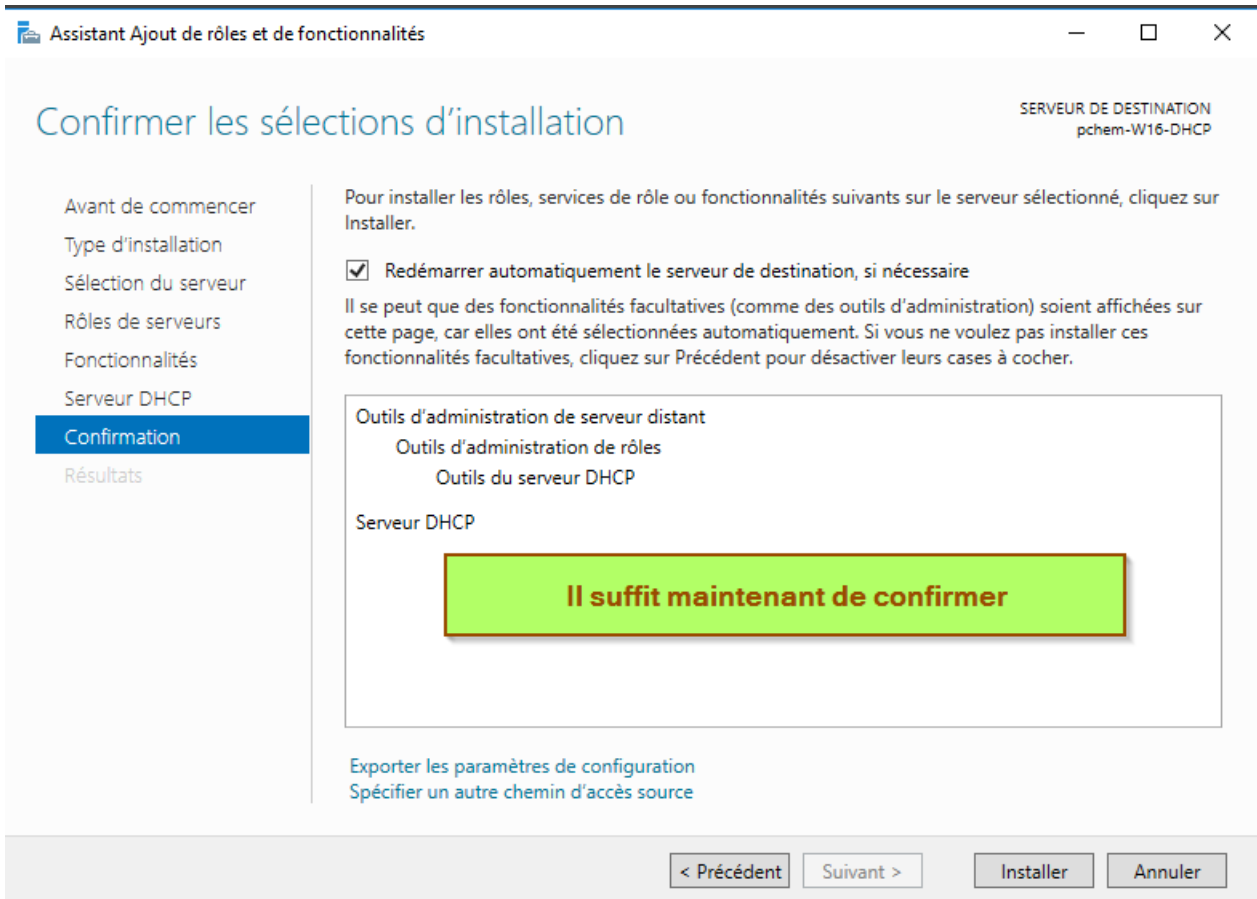 Assistant Ajout de rôles et de fonctionnalités
Confirmer les sélections d'installation
SERVEUR DE DESTINATION
pchem-W16-DHCP
Avant de commencer
Type d'installation
Sélection du serveur
Rôles de serveurs
Fonctionnalités
Serveur DHCP
Confirmation
Résultats
Pour installer les rôles, services de rôle ou fonctionnalités suivants sur le serveur sélectionné, cliquez sur
Installer.
Redémarrer automatiquement le serveur de destination, si nécessaire
Il se peut que des fonctionnalités facultatives (comme des outils d'administration) soient affichées sur
cette page, car elles ont été sélectionnées automatiquement. Si vous ne voulez pas installer ces
fonctionnalités facultatives, cliquez sur Précédent pour désactiver leurs cases à cocher.
Outils d'administration de serveur distant
Outils d'administration de rôles
Outils du serveur DHCP
Serveur DHCP
Il suffit maintenant de confirmer
Exporter les paramètres de configuration
Spécifier un autre chemin d'accès source
< Précédent
Suivant >
Installer
Annuler